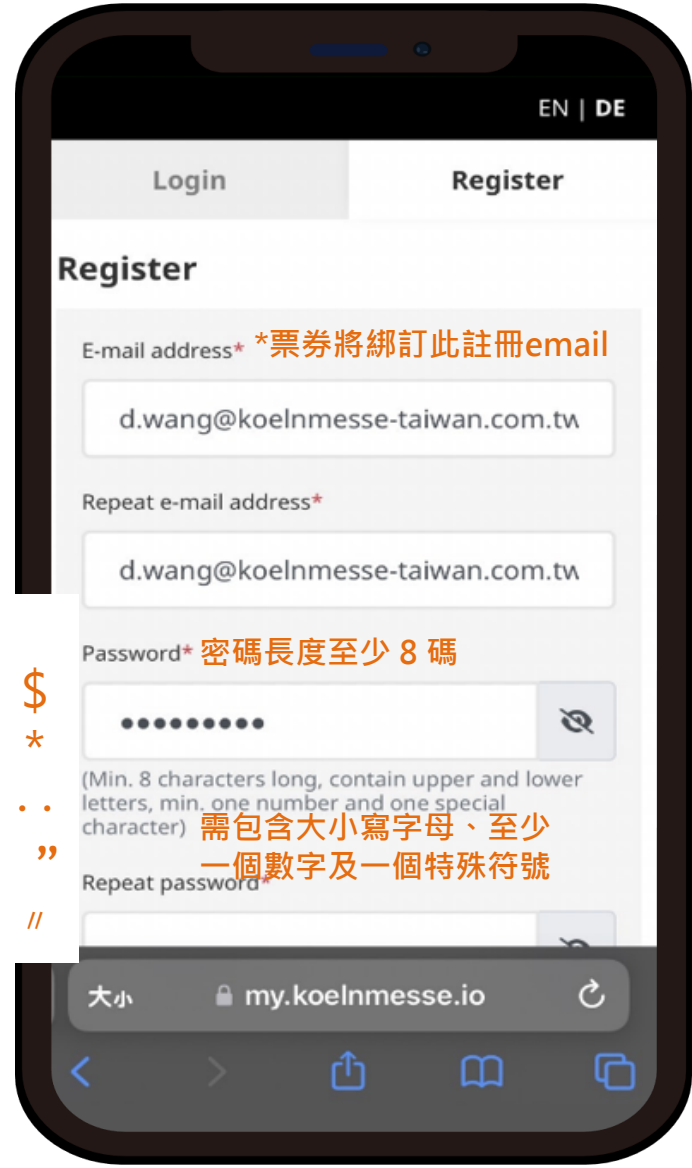 EN | DE
Login
Register
Register
E-mail address* *票券將綁訂此註冊email
d.wang@koelnmesse-taiwan.com.tw
Repeat e-mail address*
d.wang@koelnmesse-taiwan.com.tw
Password* 密碼長度至少 8 碼
$
*
. .
”
//
•••••••••
(Min. 8 characters long, contain upper and lower
letters, min. one number and one special
character) 需包含大小寫字母、至少
一個數字及一個特殊符號
Repeat password*
大小 my.koelnmesse.io